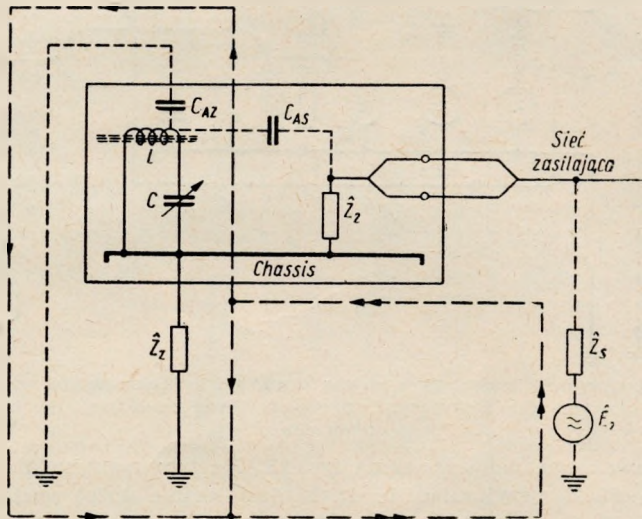 C_AZ
C_AS
L
Sieć
zasilająca
C
Ẑ_2
Chassis
Ẑ_z
Ẑ_s